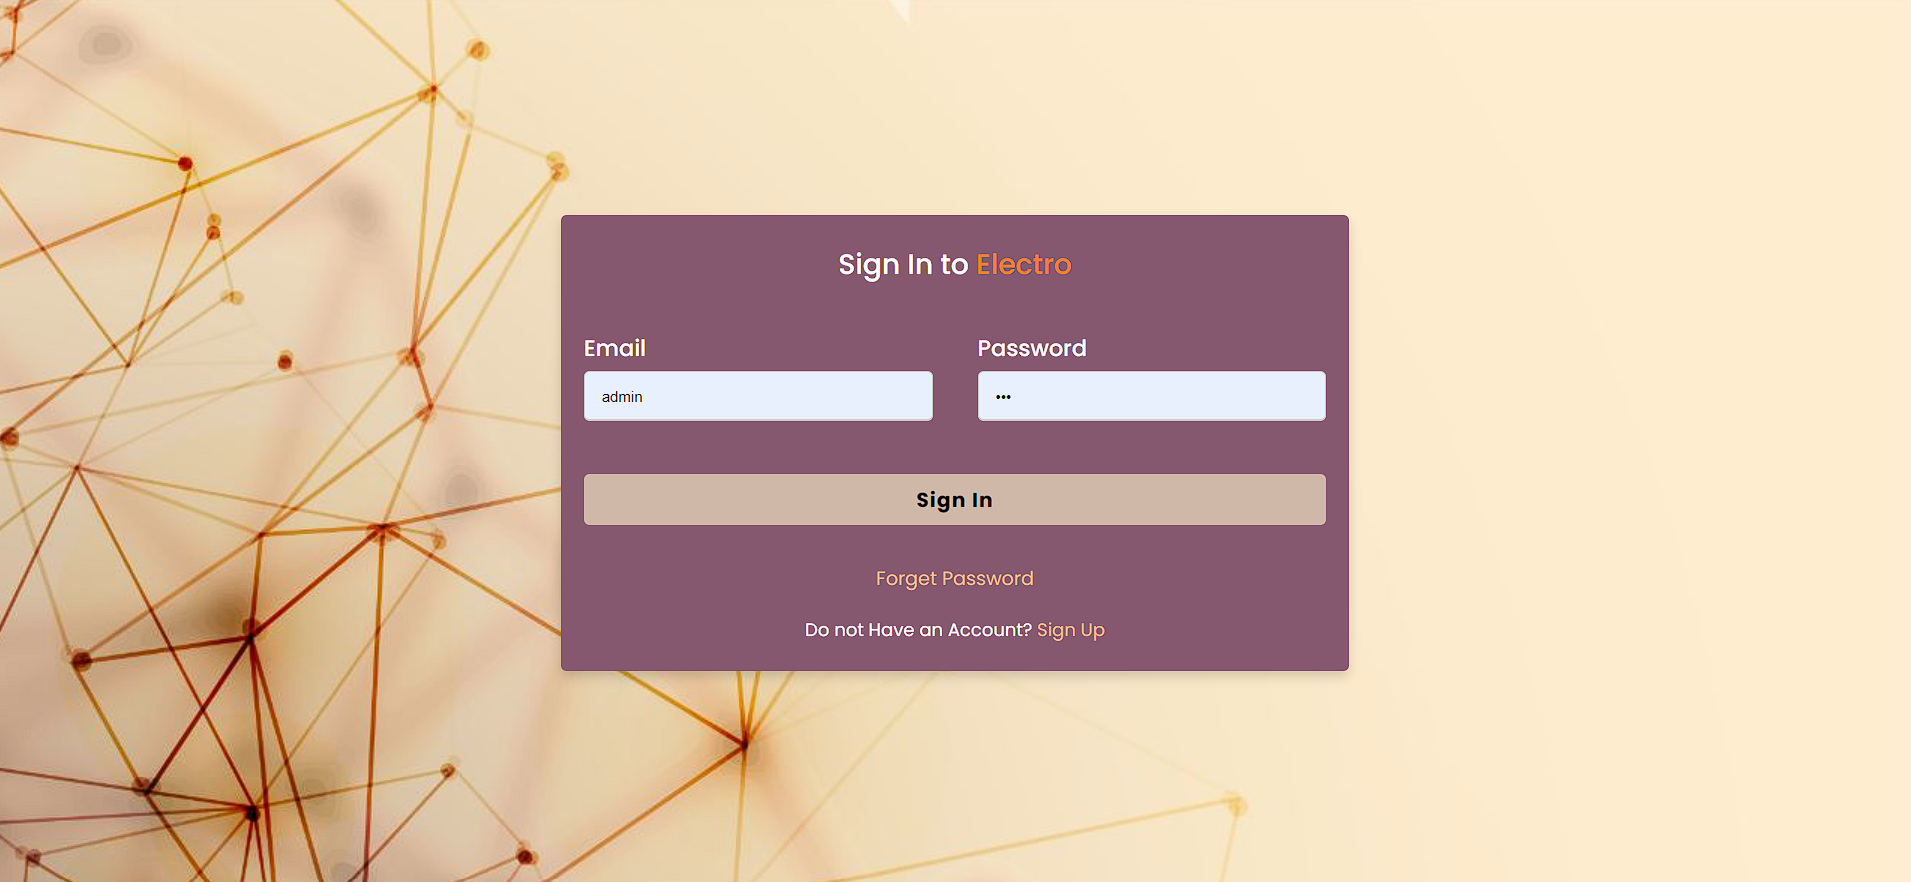 Sign In to Electro
Email
Password
admin
•••
Sign In
Forget Password
Do not Have an Account? Sign Up